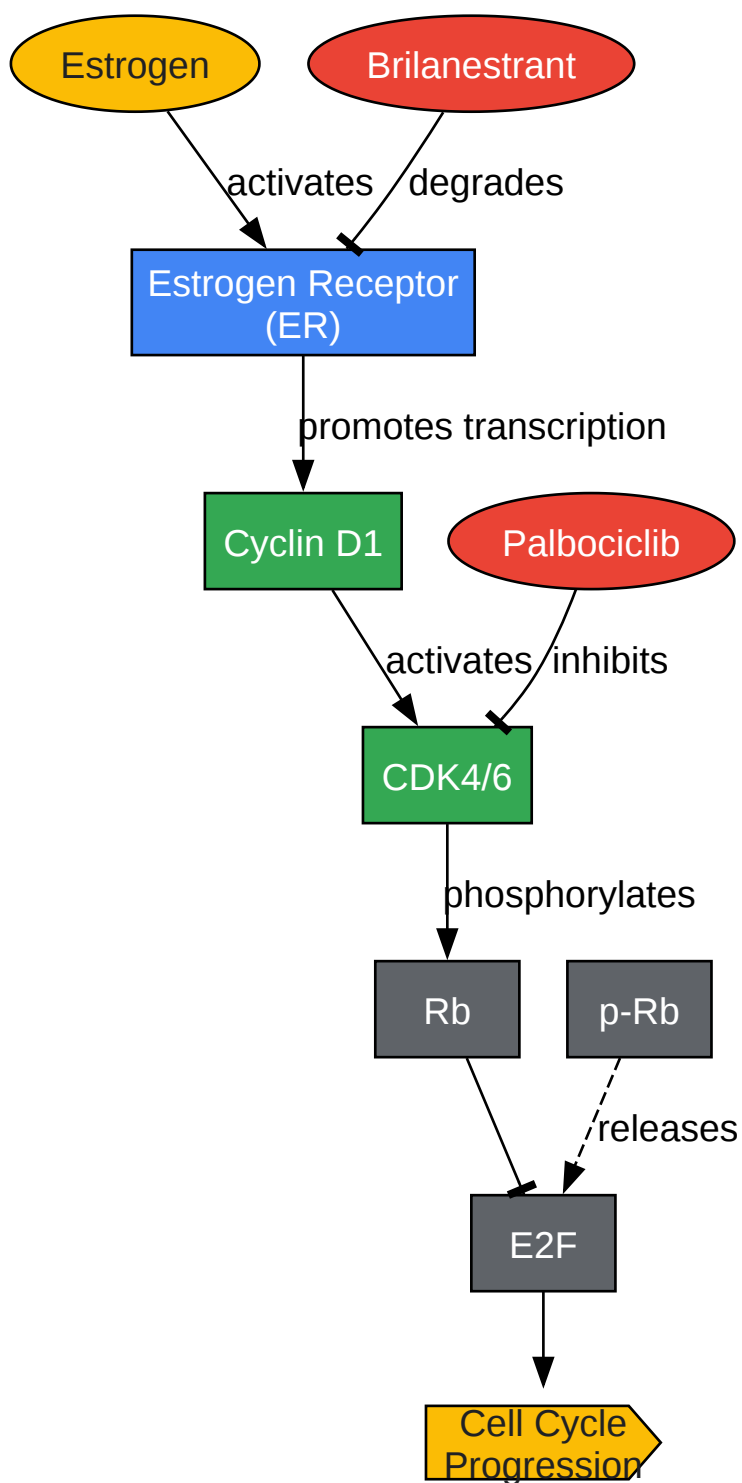 Estrogen
Brilanestrant
activates
degrades
Estrogen Receptor
(ER)
promotes transcription
Cyclin D1
Palbociclib
activates
inhibits
CDK4/6
phosphorylates
Rb
p-Rb
releases
E2F
Cell Cycle
Progression